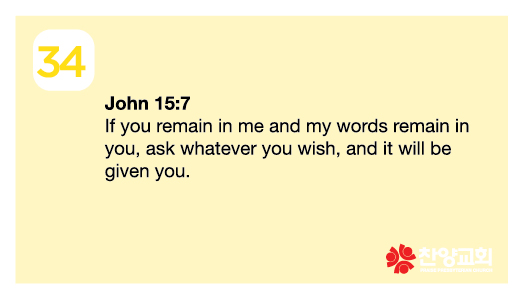 34
John 15:7
If you remain in me and my words remain in
you, ask whatever you wish, and it will be
given you.
찬양교회